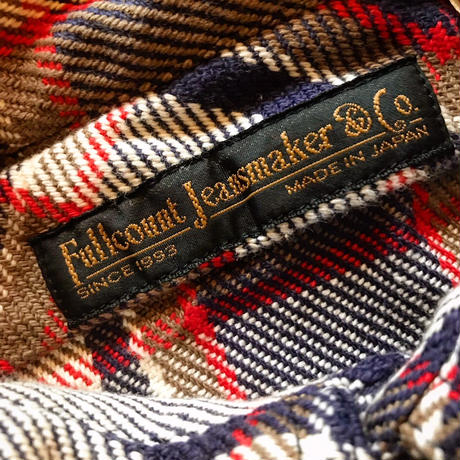 Fullcount Jeansmaker & Co.
SINCE 1993 MADE IN JAPAN